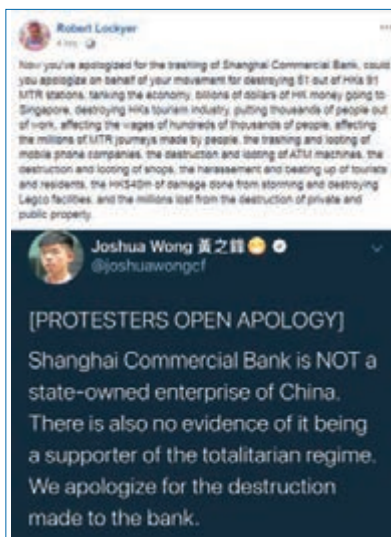 Robert Lockyer
Now you've apologized for the trashing of Shanghai Commercial Bank, could
you apologize on behalf of your movement for destroying 81 out of HKs 91
MTR stations, tanking the economy, billions of dollars of HK money going to
Singapore, destroying HKs tourism industry, putting thousands of people out
of work, affecting the wages of hundreds of thousands of people, affecting
the millions of MTR journeys made by people, the trashing and looting of
mobile phone companies, the destruction and looting of ATM machines, the
destruction and looting of shops, the harassement and beating up of tourists
and residents, the HK$40m of damage done from storming and destroying
Legco facilities, and the millions lost from the destruction of private and
public property.
Joshua Wong 黃之鋒
@joshuawongcf
[PROTESTERS OPEN APOLOGY]
Shanghai Commercial Bank is NOT a
state-owned enterprise of China.
There is also no evidence of it being
a supporter of the totalitarian regime.
We apologize for the destruction
made to the bank.